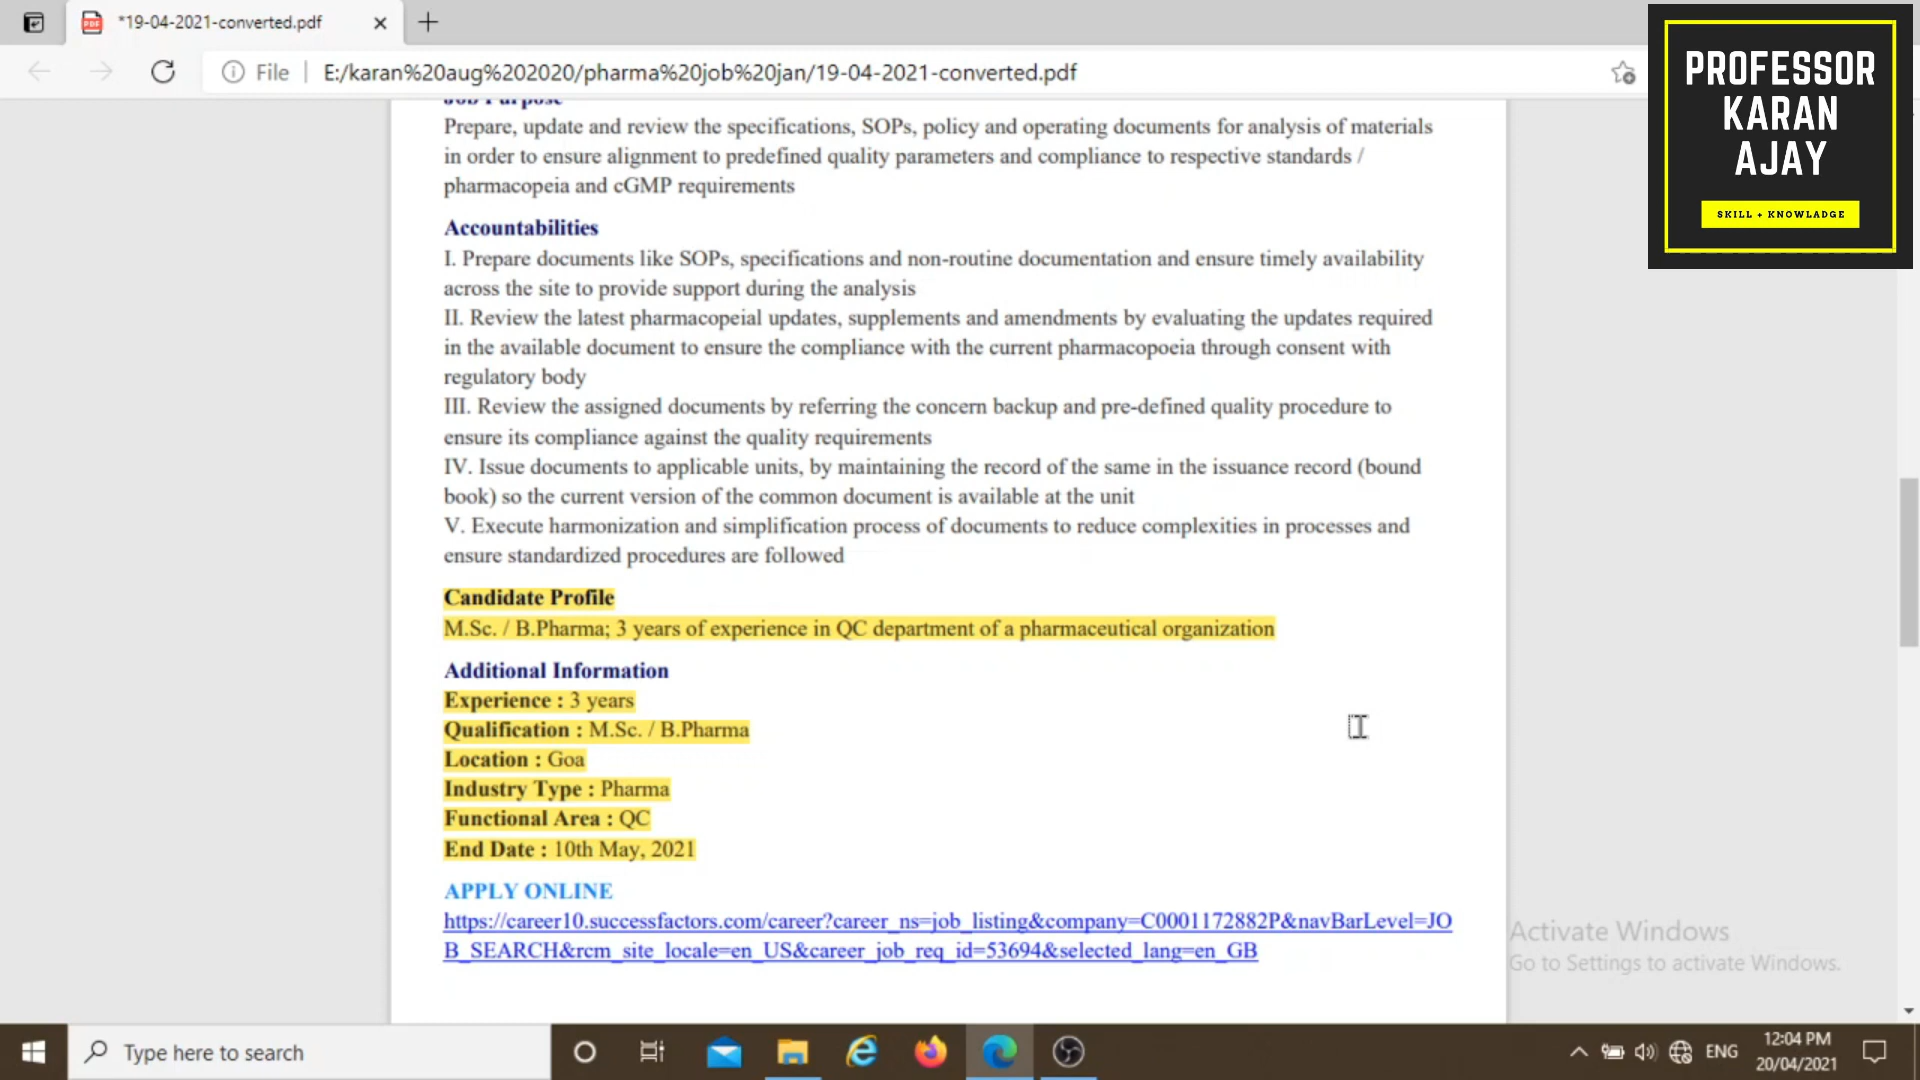 *19-04-2021-converted.pdf
File
E:/karan%20aug%202020/pharma%20job%20jan/19-04-2021-converted.pdf
PROFESSOR
KARAN
AJAY
SKILL + KNOWLADGE
Job Purpose
Prepare, update and review the specifications, SOPs, policy and operating documents for analysis of materials
in order to ensure alignment to predefined quality parameters and compliance to respective standards /
pharmacopeia and cGMP requirements
Accountabilities
I. Prepare documents like SOPs, specifications and non-routine documentation and ensure timely availability
across the site to provide support during the analysis
II. Review the latest pharmacopeial updates, supplements and amendments by evaluating the updates required
in the available document to ensure the compliance with the current pharmacopoeia through consent with
regulatory body
III. Review the assigned documents by referring the concern backup and pre-defined quality procedure to
ensure its compliance against the quality requirements
IV. Issue documents to applicable units, by maintaining the record of the same in the issuance record (bound
book) so the current version of the common document is available at the unit
V. Execute harmonization and simplification process of documents to reduce complexities in processes and
ensure standardized procedures are followed
Candidate Profile
M.Sc. / B.Pharma; 3 years of experience in QC department of a pharmaceutical organization
Additional Information
Experience : 3 years
Qualification : M.Sc. / B.Pharma
Location : Goa
Industry Type : Pharma
Functional Area : QC
End Date : 10th May, 2021
APPLY ONLINE
https://career10.successfactors.com/career?career_ns=job_listing&company=C0001172882P&navBarLevel=JO
B_SEARCH&rcm_site_locale=en_US&career_job_req_id=53694&selected_lang=en_GB
Activate Windows
Go to Settings to activate Windows.
Type here to search
ENG
12:04 PM
20/04/2021